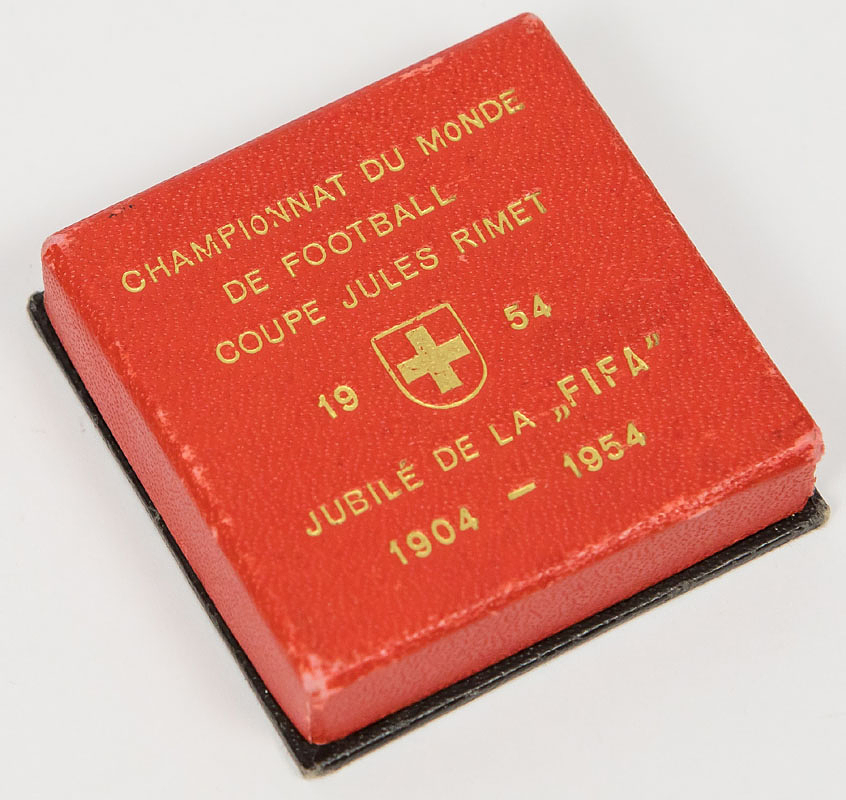 CHAMPIONNAT DU MONDE
DE FOOTBALL
COUPE JULES RIMET
19 54
JUBILÉ DE LA „FIFA”
1904 — 1954